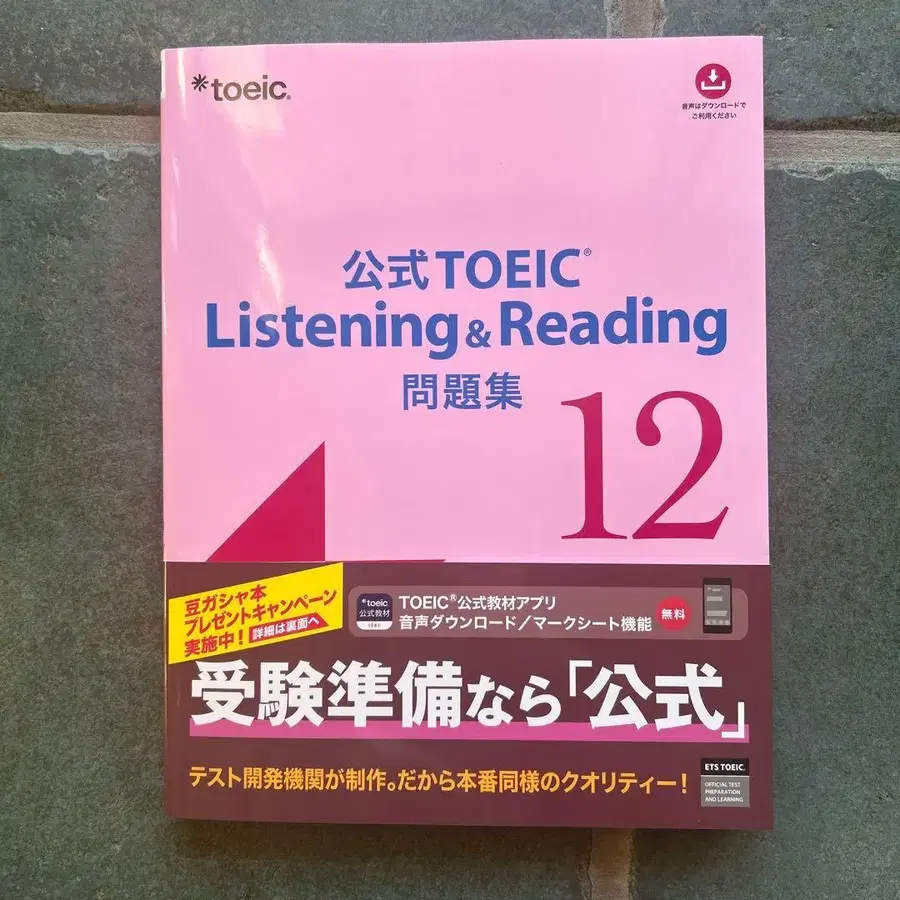 *toeic®
音声はダウンロードで
ご利用ください
公式 TOEIC®
Listening & Reading
問題集
12
豆ガシャ本
プレゼントキャンペーン
実施中! 詳細は裏面へ
*toeic
公式教材
TOEIC®公式教材アプリ
音声ダウンロード/マークシート機能
無料
受験準備なら「公式」
テスト開発機関が制作。だから本番同様のクオリティー!
ETS TOEIC.
OFFICIAL TEST
PREPARATION
AND LEARNING